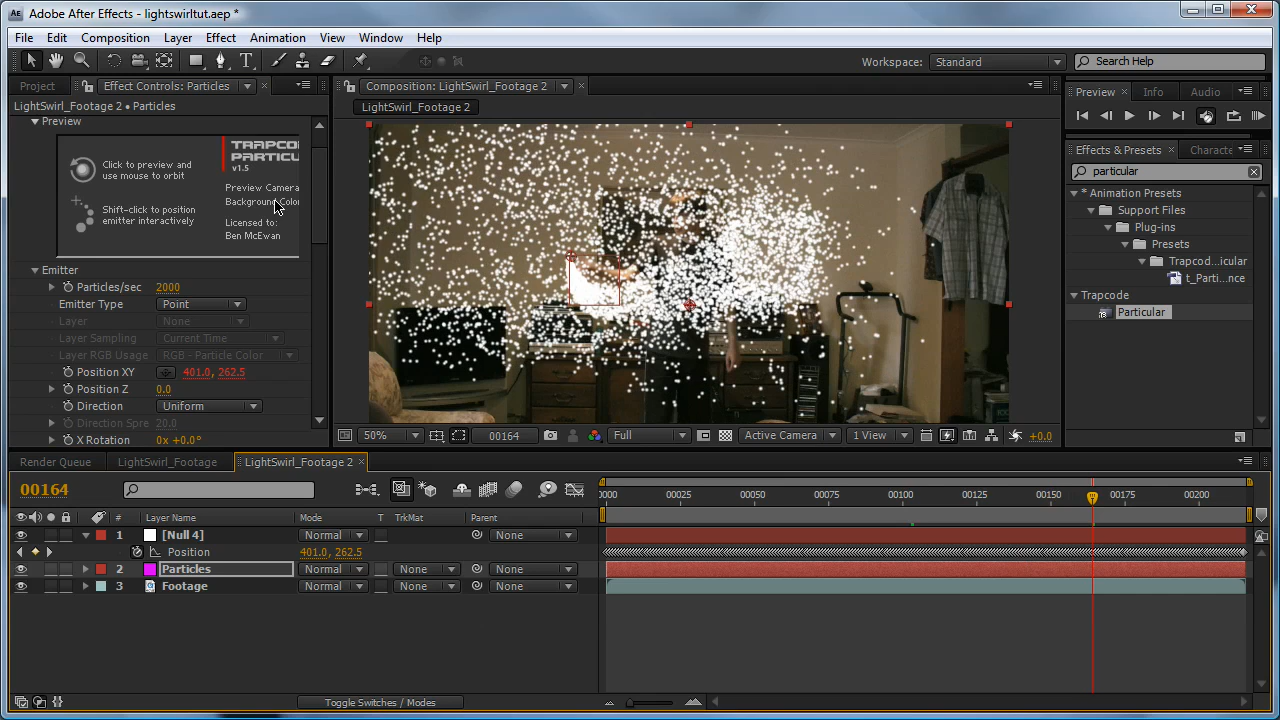 Adobe After Effects - lightswirltut.aep *
File Edit Composition Layer Effect Animation View Window Help
Workspace: Standard Search Help
Project Effect Controls: Particles
LightSwirl_Footage 2 • Particles
Preview
Click to preview and
use mouse to orbit
Shift-click to position
emitter interactively
v1.5
Preview Camera
Licensed to:
Ben McEwan
Emitter
Particles/sec 2000
Emitter Type Point
Layer None
Layer Sampling Current Time
Layer RGB Usage RGB - Particle Color
Position XY 401.0, 262.5
Position Z 0.0
Direction Uniform
Direction Spre 20.0
X Rotation 0x +0.0°
Composition: LightSwirl_Footage 2
LightSwirl_Footage 2
50% 00164 Full Active Camera 1 View +0.0
Preview Info Audio
Effects & Presets Characte
particular
* Animation Presets
Support Files
Plug-ins
Presets
Trapcod...icular
t_Parti...nce
Trapcode
Particular
Render Queue LightSwirl_Footage LightSwirl_Footage 2
00164
0000 00025 00050 00075 00100 00125 00150 00175 00200
# Layer Name Mode T TrkMat Parent
1 [Null 4] Normal None
Position 401.0, 262.5
2 Particles Normal None None
3 Footage Normal None None
Toggle Switches / Modes